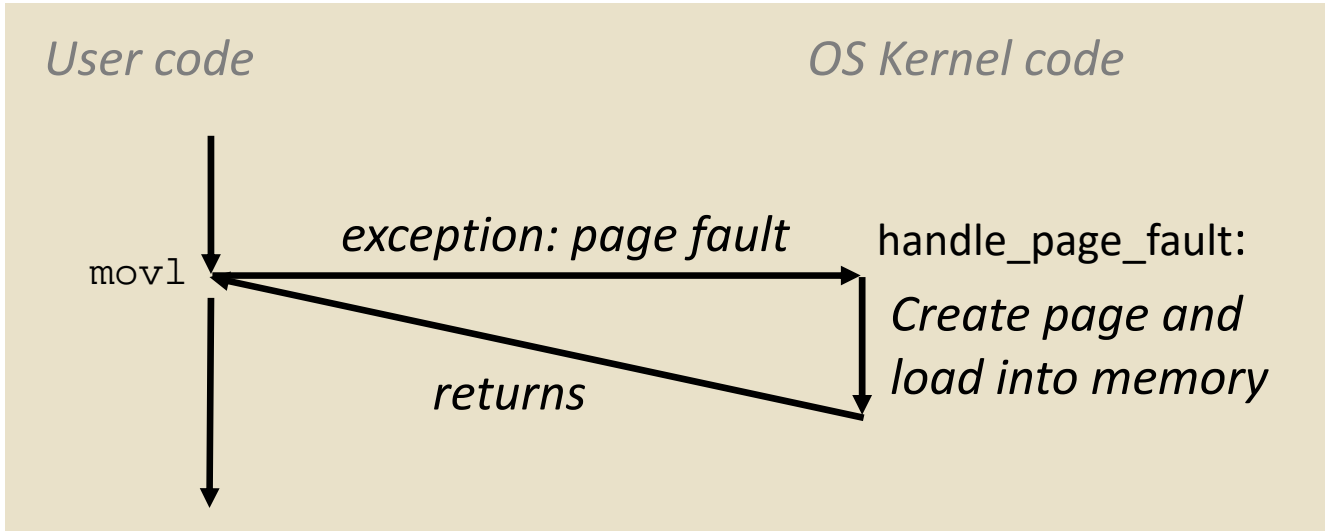 User code
OS Kernel code
exception: page fault
handle_page_fault:
movl
Create page and
load into memory
returns